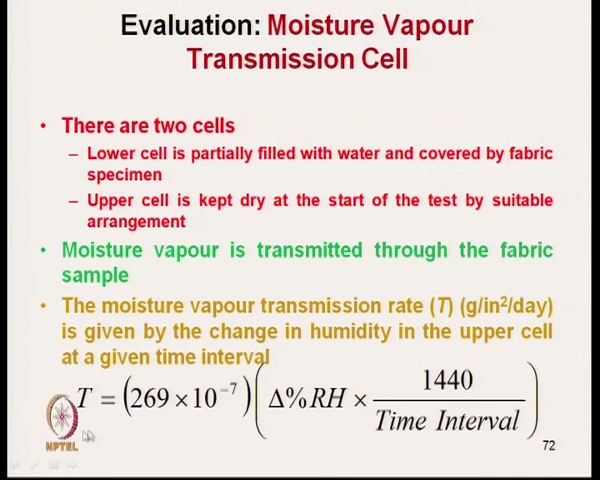 Evaluation: Moisture Vapour
Transmission Cell
• There are two cells
– Lower cell is partially filled with water and covered by fabric
specimen
– Upper cell is kept dry at the start of the test by suitable
arrangement
• Moisture vapour is transmitted through the fabric
sample
• The moisture vapour transmission rate (T) (g/in²/day)
is given by the change in humidity in the upper cell
at a given time interval
T = (269 × 10⁻⁷) (Δ%RH × 1440 / Time Interval)
NPTEL
72